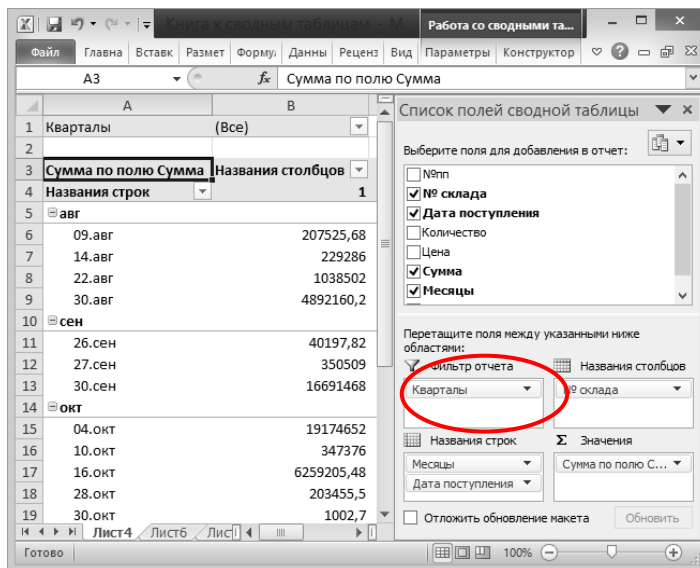 Книга к сводным таблицам - M...
Работа со сводными та...
Файл Главна Вставк Размет Форму. Данны Реценз Вид Параметры Конструктор
A3 fx Сумма по полю Сумма
A B
1 Кварталы (Все)
2
3 Сумма по полю Сумма Названия столбцов
4 Названия строк 1
5 авг
6 09.авг 207525,68
7 14.авг 229286
8 22.авг 1038502
9 30.авг 4892160,2
10 сен
11 26.сен 40197,82
12 27.сен 350509
13 30.сен 16691468
14 окт
15 04.окт 19174652
16 10.окт 347376
17 16.окт 6259205,48
18 28.окт 203455,5
19 30.окт 1002,7
Лист4 Лист6 Лис
Готово 100%
Список полей сводной таблицы
Выберите поля для добавления в отчет:
№пп
№ склада
Дата поступления
Количество
Цена
Сумма
Месяцы
Перетащите поля между указанными ниже
областями:
Фильтр отчета Названия столбцов
Кварталы № склада
Названия строк Σ Значения
Месяцы Сумма по полю С...
Дата поступления
Отложить обновление макета Обновить